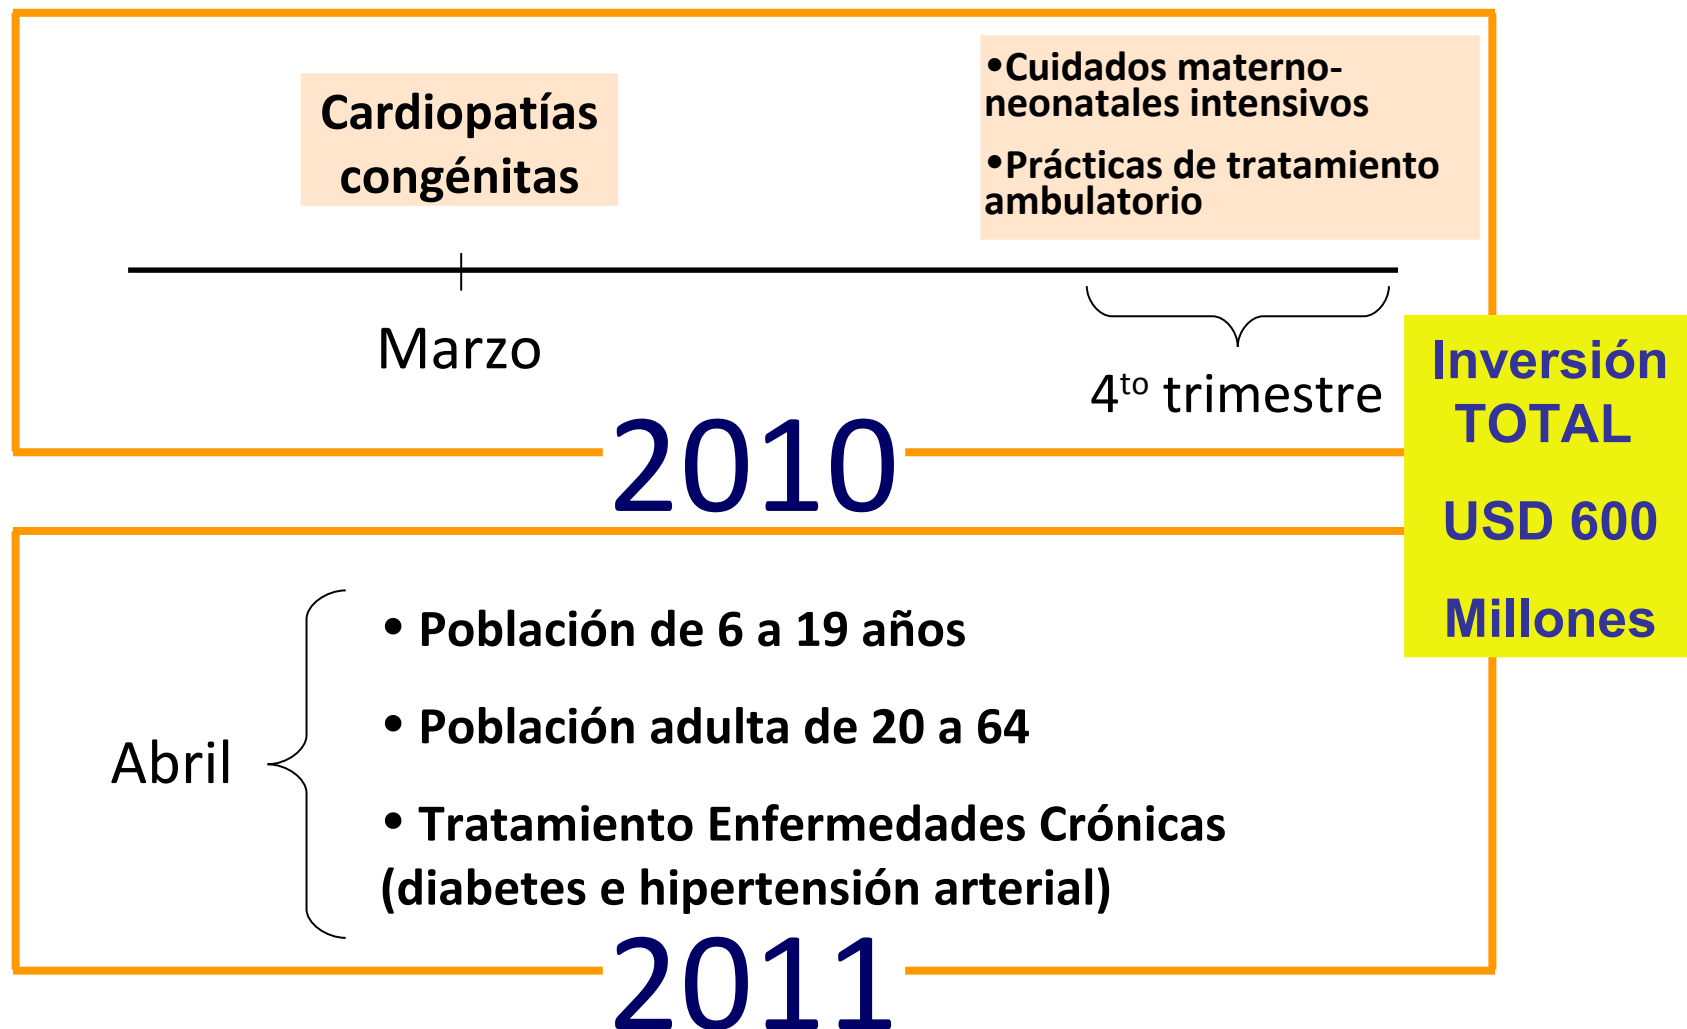 Cardiopatías
congénitas
•Cuidados materno-
neonatales intensivos
•Prácticas de tratamiento
ambulatorio
Marzo
4to trimestre
2010
Inversión
TOTAL
USD 600
Millones
Abril
• Población de 6 a 19 años
• Población adulta de 20 a 64
• Tratamiento Enfermedades Crónicas
(diabetes e hipertensión arterial)
2011